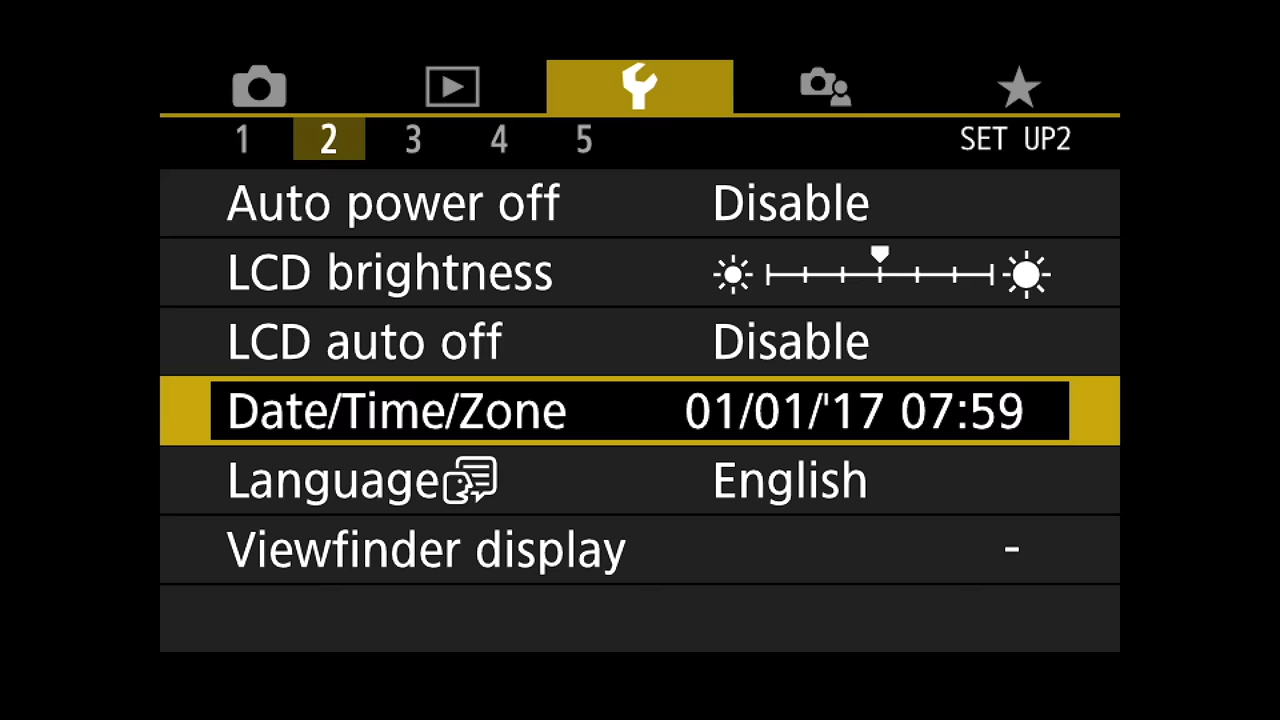 1 2 3 4 5 SET UP2
Auto power off Disable
LCD brightness
LCD auto off Disable
Date/Time/Zone 01/01/'17 07:59
Language English
Viewfinder display -